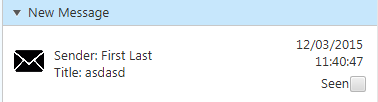 New Message
12/03/2015
Sender: First Last
11:40:47
Title: asdasd
Seen